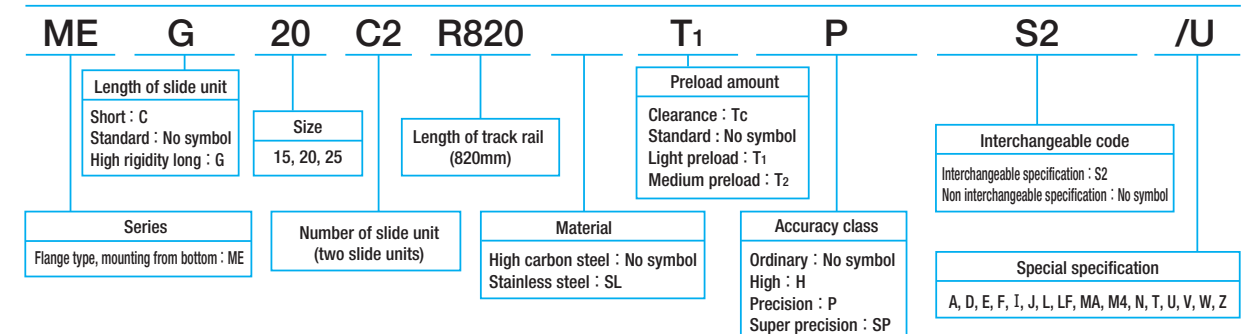 ME G 20 C2 R820 T1 P S2 /U
Length of slide unit
Short：C
Standard：No symbol
High rigidity long：G
Size
15, 20, 25
Length of track rail
(820mm)
Preload amount
Clearance：Tc
Standard : No symbol
Light preload：T1
Medium preload：T2
Interchangeable code
Interchangeable specification：S2
Non interchangeable specification：No symbol
Series
Flange type, mounting from bottom：ME
Number of slide unit
(two slide units)
Material
High carbon steel：No symbol
Stainless steel：SL
Accuracy class
Ordinary：No symbol
High：H
Precision：P
Super precision：SP
Special specification
A, D, E, F, I, J, L, LF, MA, M4, N, T, U, V, W, Z